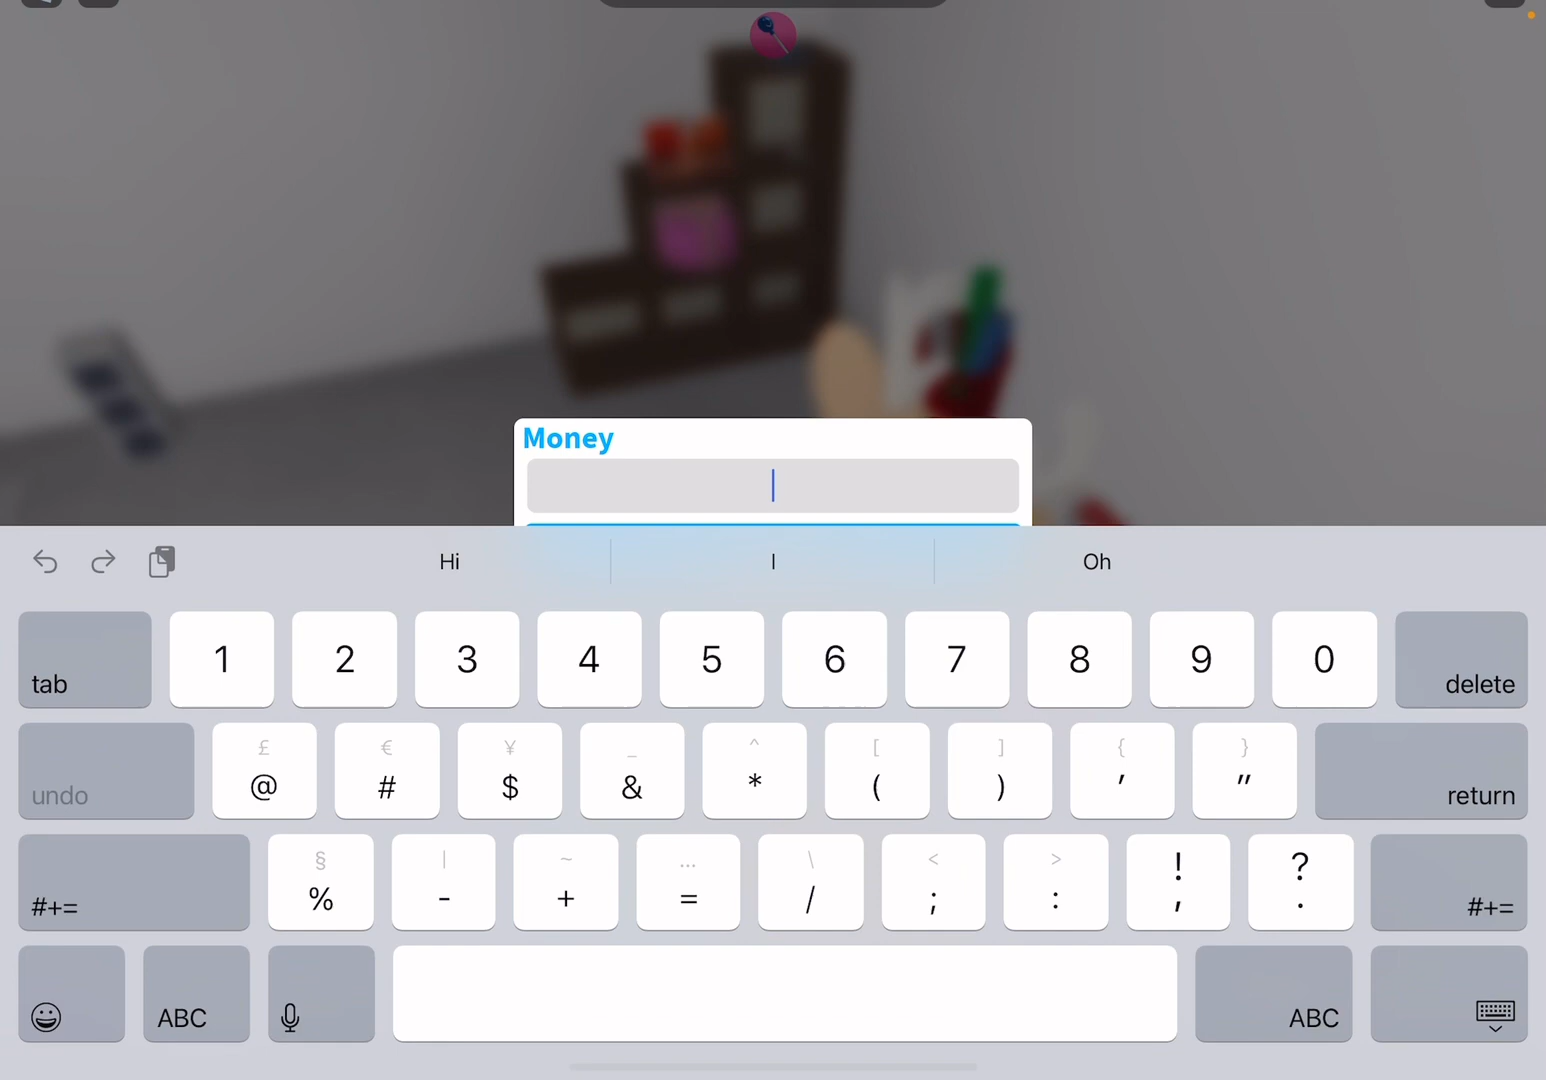 Money
Hi I Oh
tab 1 2 3 4 5 6 7 8 9 0 delete
undo £ @ € # ¥ $ _ & ^ * [ ( ] ) { ' } " return
#+= § % | - ~ + … = \ / < ; > : ! , ? . #+=
ABC ABC